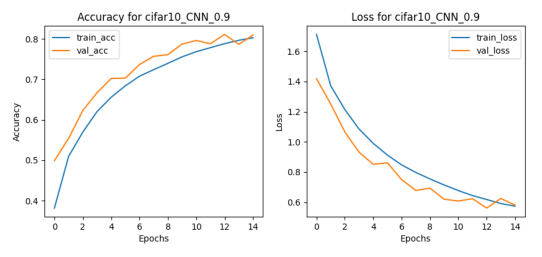 Accuracy for cifar10_CNN_0.9
train_acc
val_acc
0.8
0.7
0.6
0.5
0.4
Accuracy
0 2 4 6 8 10 12 14
Epochs
Loss for cifar10_CNN_0.9
train_loss
val_loss
1.6
1.4
1.2
1.0
0.8
0.6
Loss
0 2 4 6 8 10 12 14
Epochs